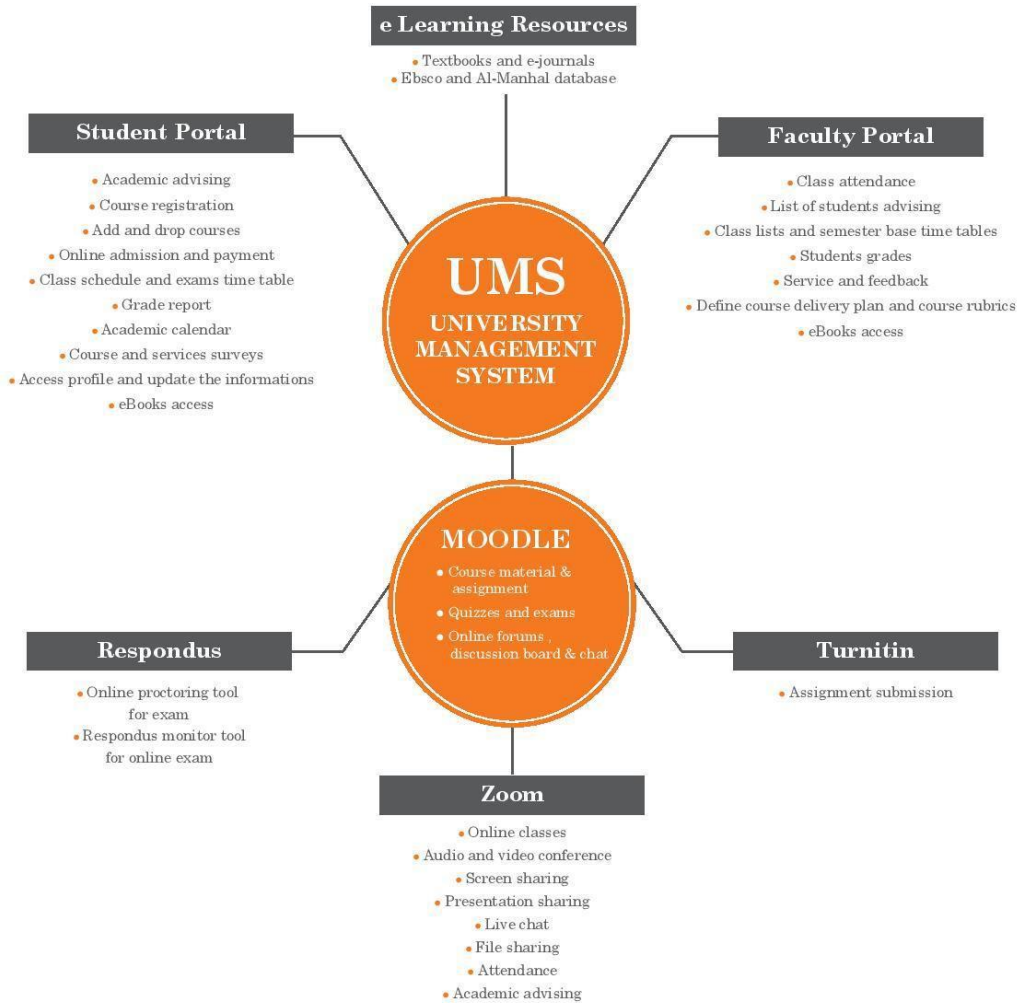 e Learning Resources
• Textbooks and e-journals
• Ebsco and Al-Manhal database
Student Portal
• Academic advising
• Course registration
• Add and drop courses
• Online admission and payment
• Class schedule and exams time table
• Grade report
• Academic calendar
• Course and services surveys
• Access profile and update the informations
• eBooks access
Faculty Portal
• Class attendance
• List of students advising
• Class lists and semester base time tables
• Students grades
• Service and feedback
• Define course delivery plan and course rubrics
• eBooks access
UMS
UNIVERSITY
MANAGEMENT
SYSTEM
MOODLE
• Course material &
assignment
• Quizzes and exams
• Online forums ,
discussion board & chat
Respondus
• Online proctoring tool
for exam
• Respondus monitor tool
for online exam
Turnitin
• Assignment submission
Zoom
• Online classes
• Audio and video conference
• Screen sharing
• Presentation sharing
• Live chat
• File sharing
• Attendance
• Academic advising